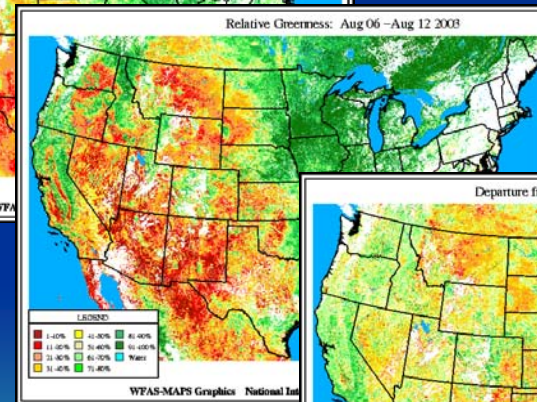 Relative Greenness: Aug 06 -Aug 12 2003
WFA
Departure f
LEGEND
1-10% 41-50% 81-90%
11-20% 51-60% 91-100%
21-30% 61-70% Water
31-40% 71-80%
WFAS-MAPS Graphics National Int